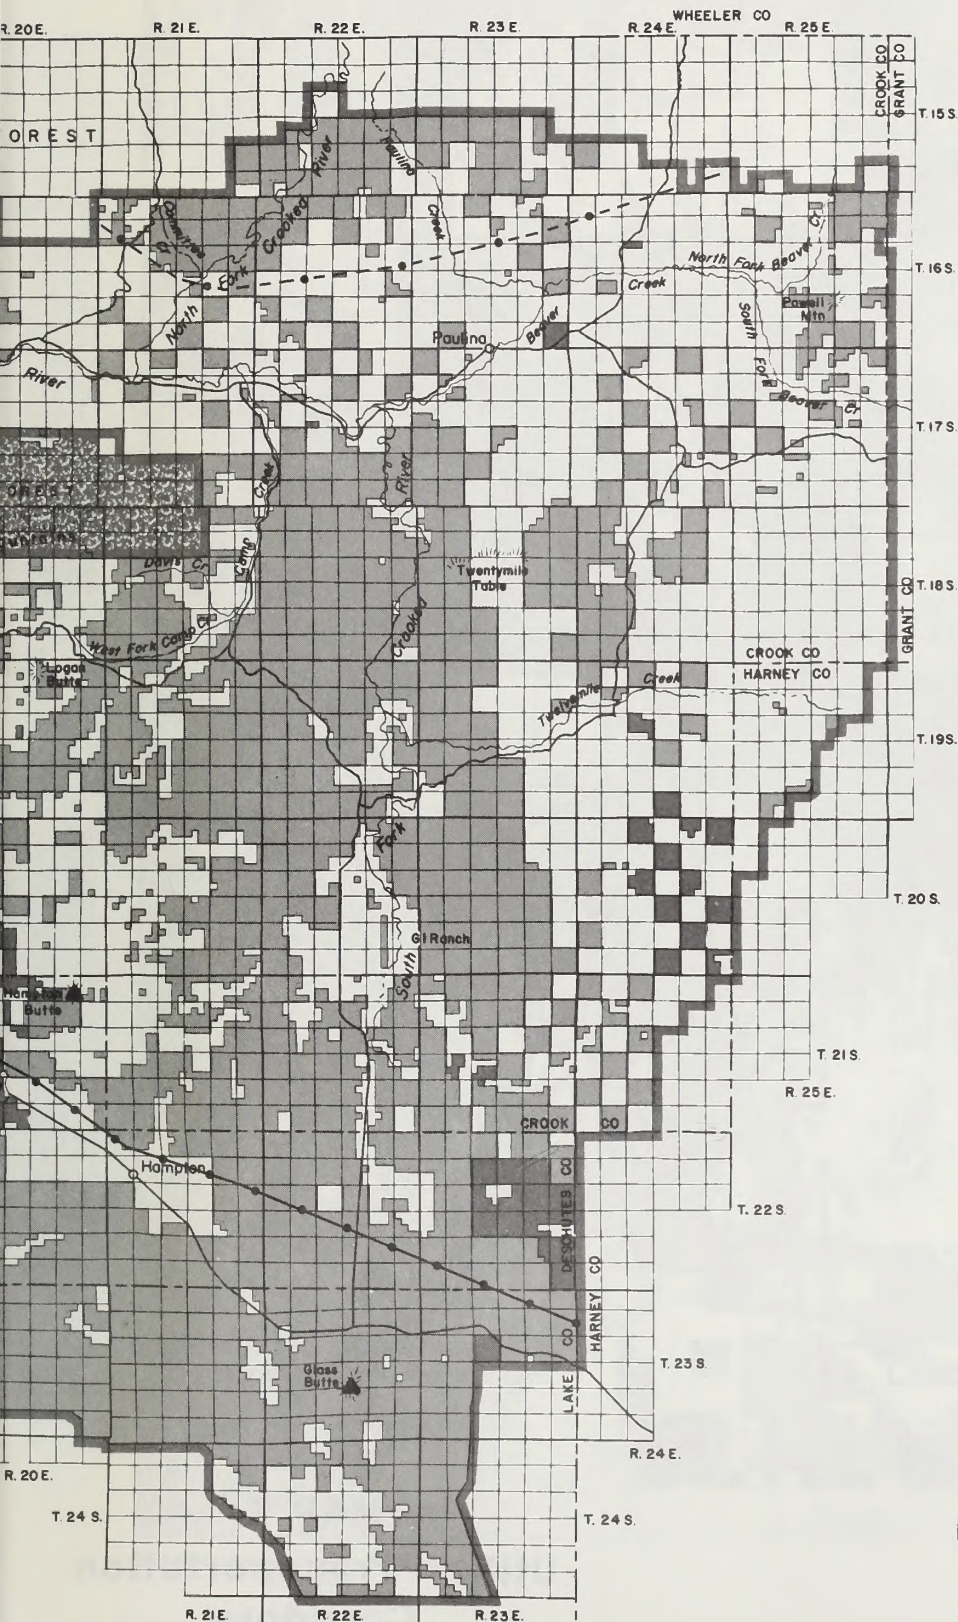 WHEELER CO
R. 20 E.
R. 21 E.
R. 22 E.
R. 23 E.
R. 24 E.
R. 25 E.
CROOK CO
GRANT CO
T. 15 S.
OREST
River
Paulina
Creek
Committee
Cr
Crooked
Fork
North
North Fork Beaver Cr
T. 16 S.
Creek
Powell
Mtn
South
Fork
Beaver Cr
Paulina
Beaver
River
T. 17 S.
Creek
River
OREST
Camp
Davis Cr
Twentymile
Table
T. 18 S.
Crooked
West Fork Camp Cr
GRANT CO
Logan
Butte
CROOK CO
HARNEY CO
Creek
Twelvemile
T. 19 S.
Fork
T. 20 S.
GI Ranch
South
Hampton
Butte
T. 21 S.
R. 25 E.
CROOK CO
Hampton
DESCHUTES CO
T. 22 S.
HARNEY CO
LAKE CO
T. 23 S.
Glass
Butte
R. 24 E.
R. 20 E.
T. 24 S.
T. 24 S.
R. 21 E.
R. 22 E.
R. 23 E.